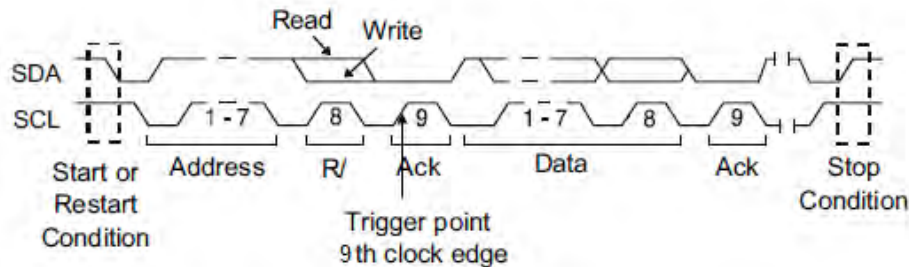 Read
Write
SDA
SCL
1 - 7
8
9
1 - 7
8
9
Address
R/
Ack
Data
Ack
Start or
Restart
Condition
Trigger point
9th clock edge
Stop
Condition